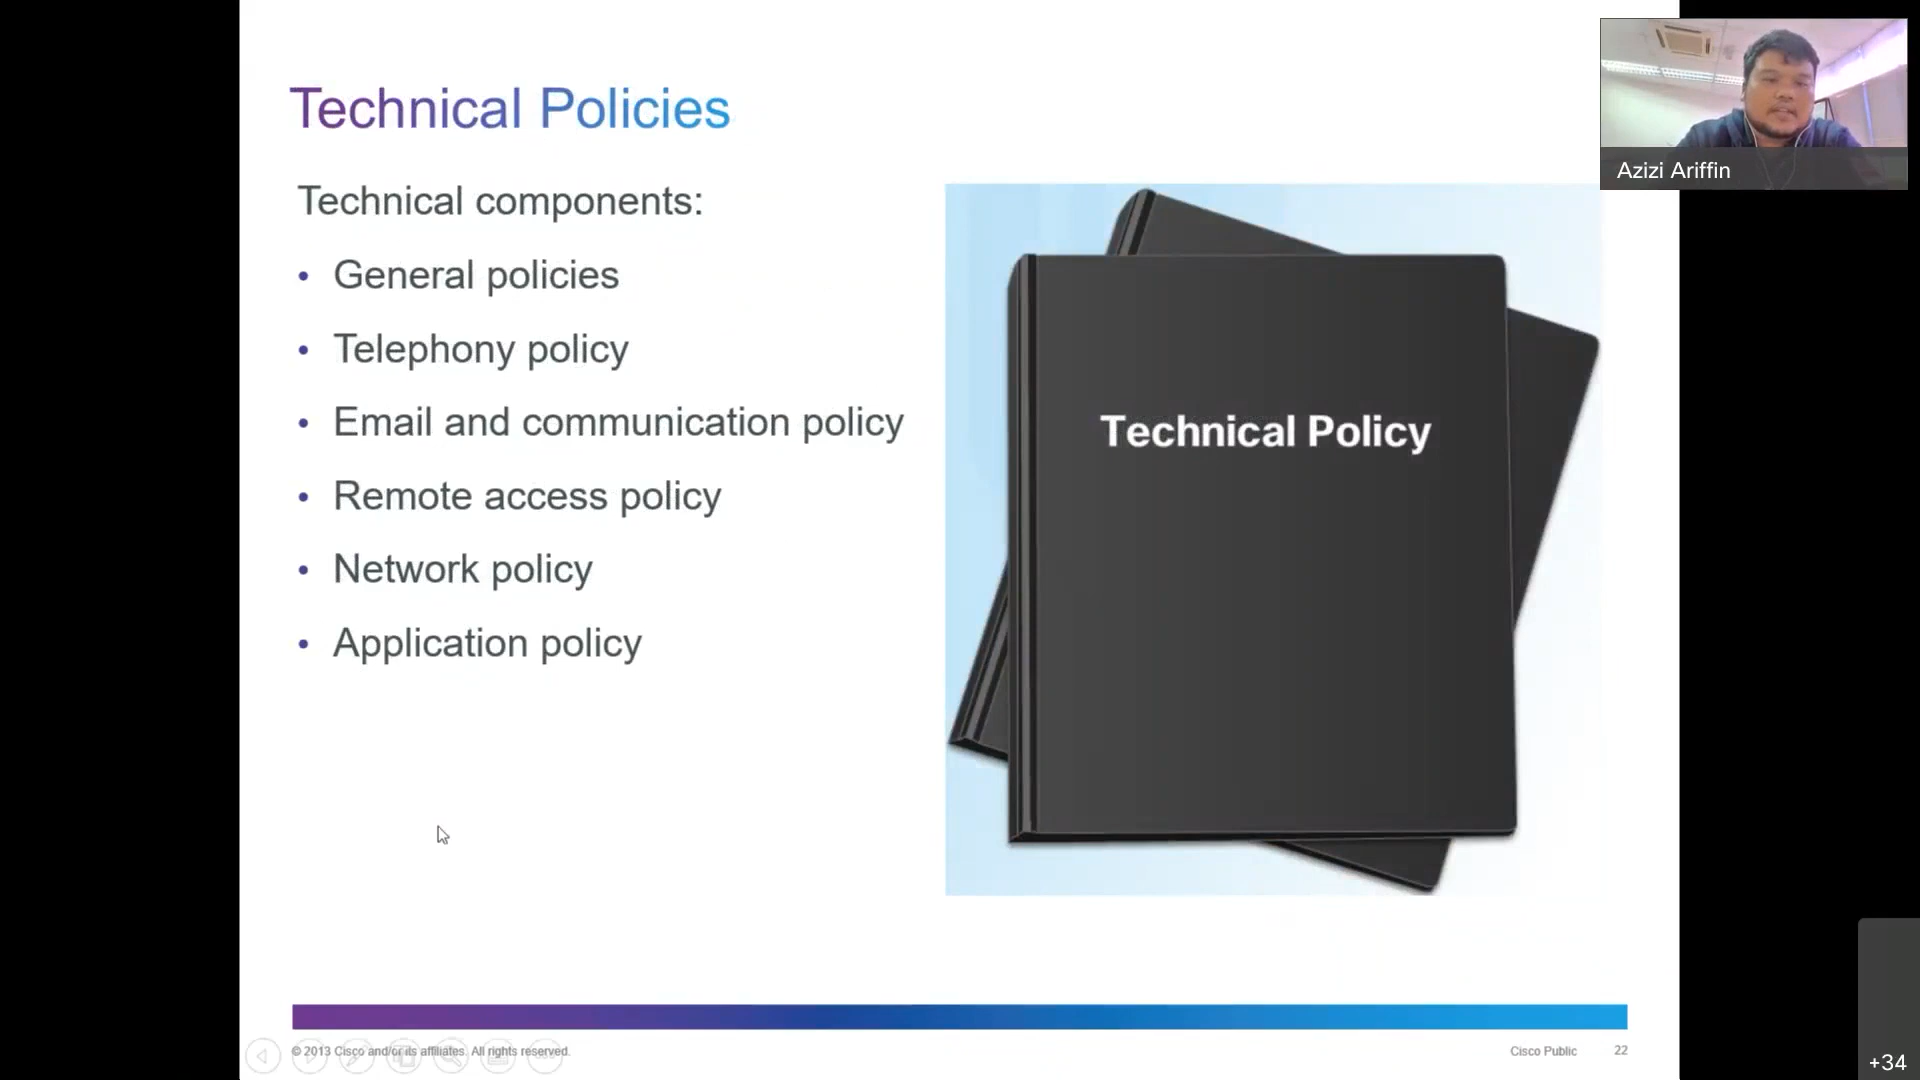 Technical Policies
Azizi Ariffin
Technical components:
• General policies
• Telephony policy
• Email and communication policy
• Remote access policy
• Network policy
• Application policy
Technical Policy
© 2013 Cisco and/or its affiliates. All rights reserved.
Cisco Public
22
+34